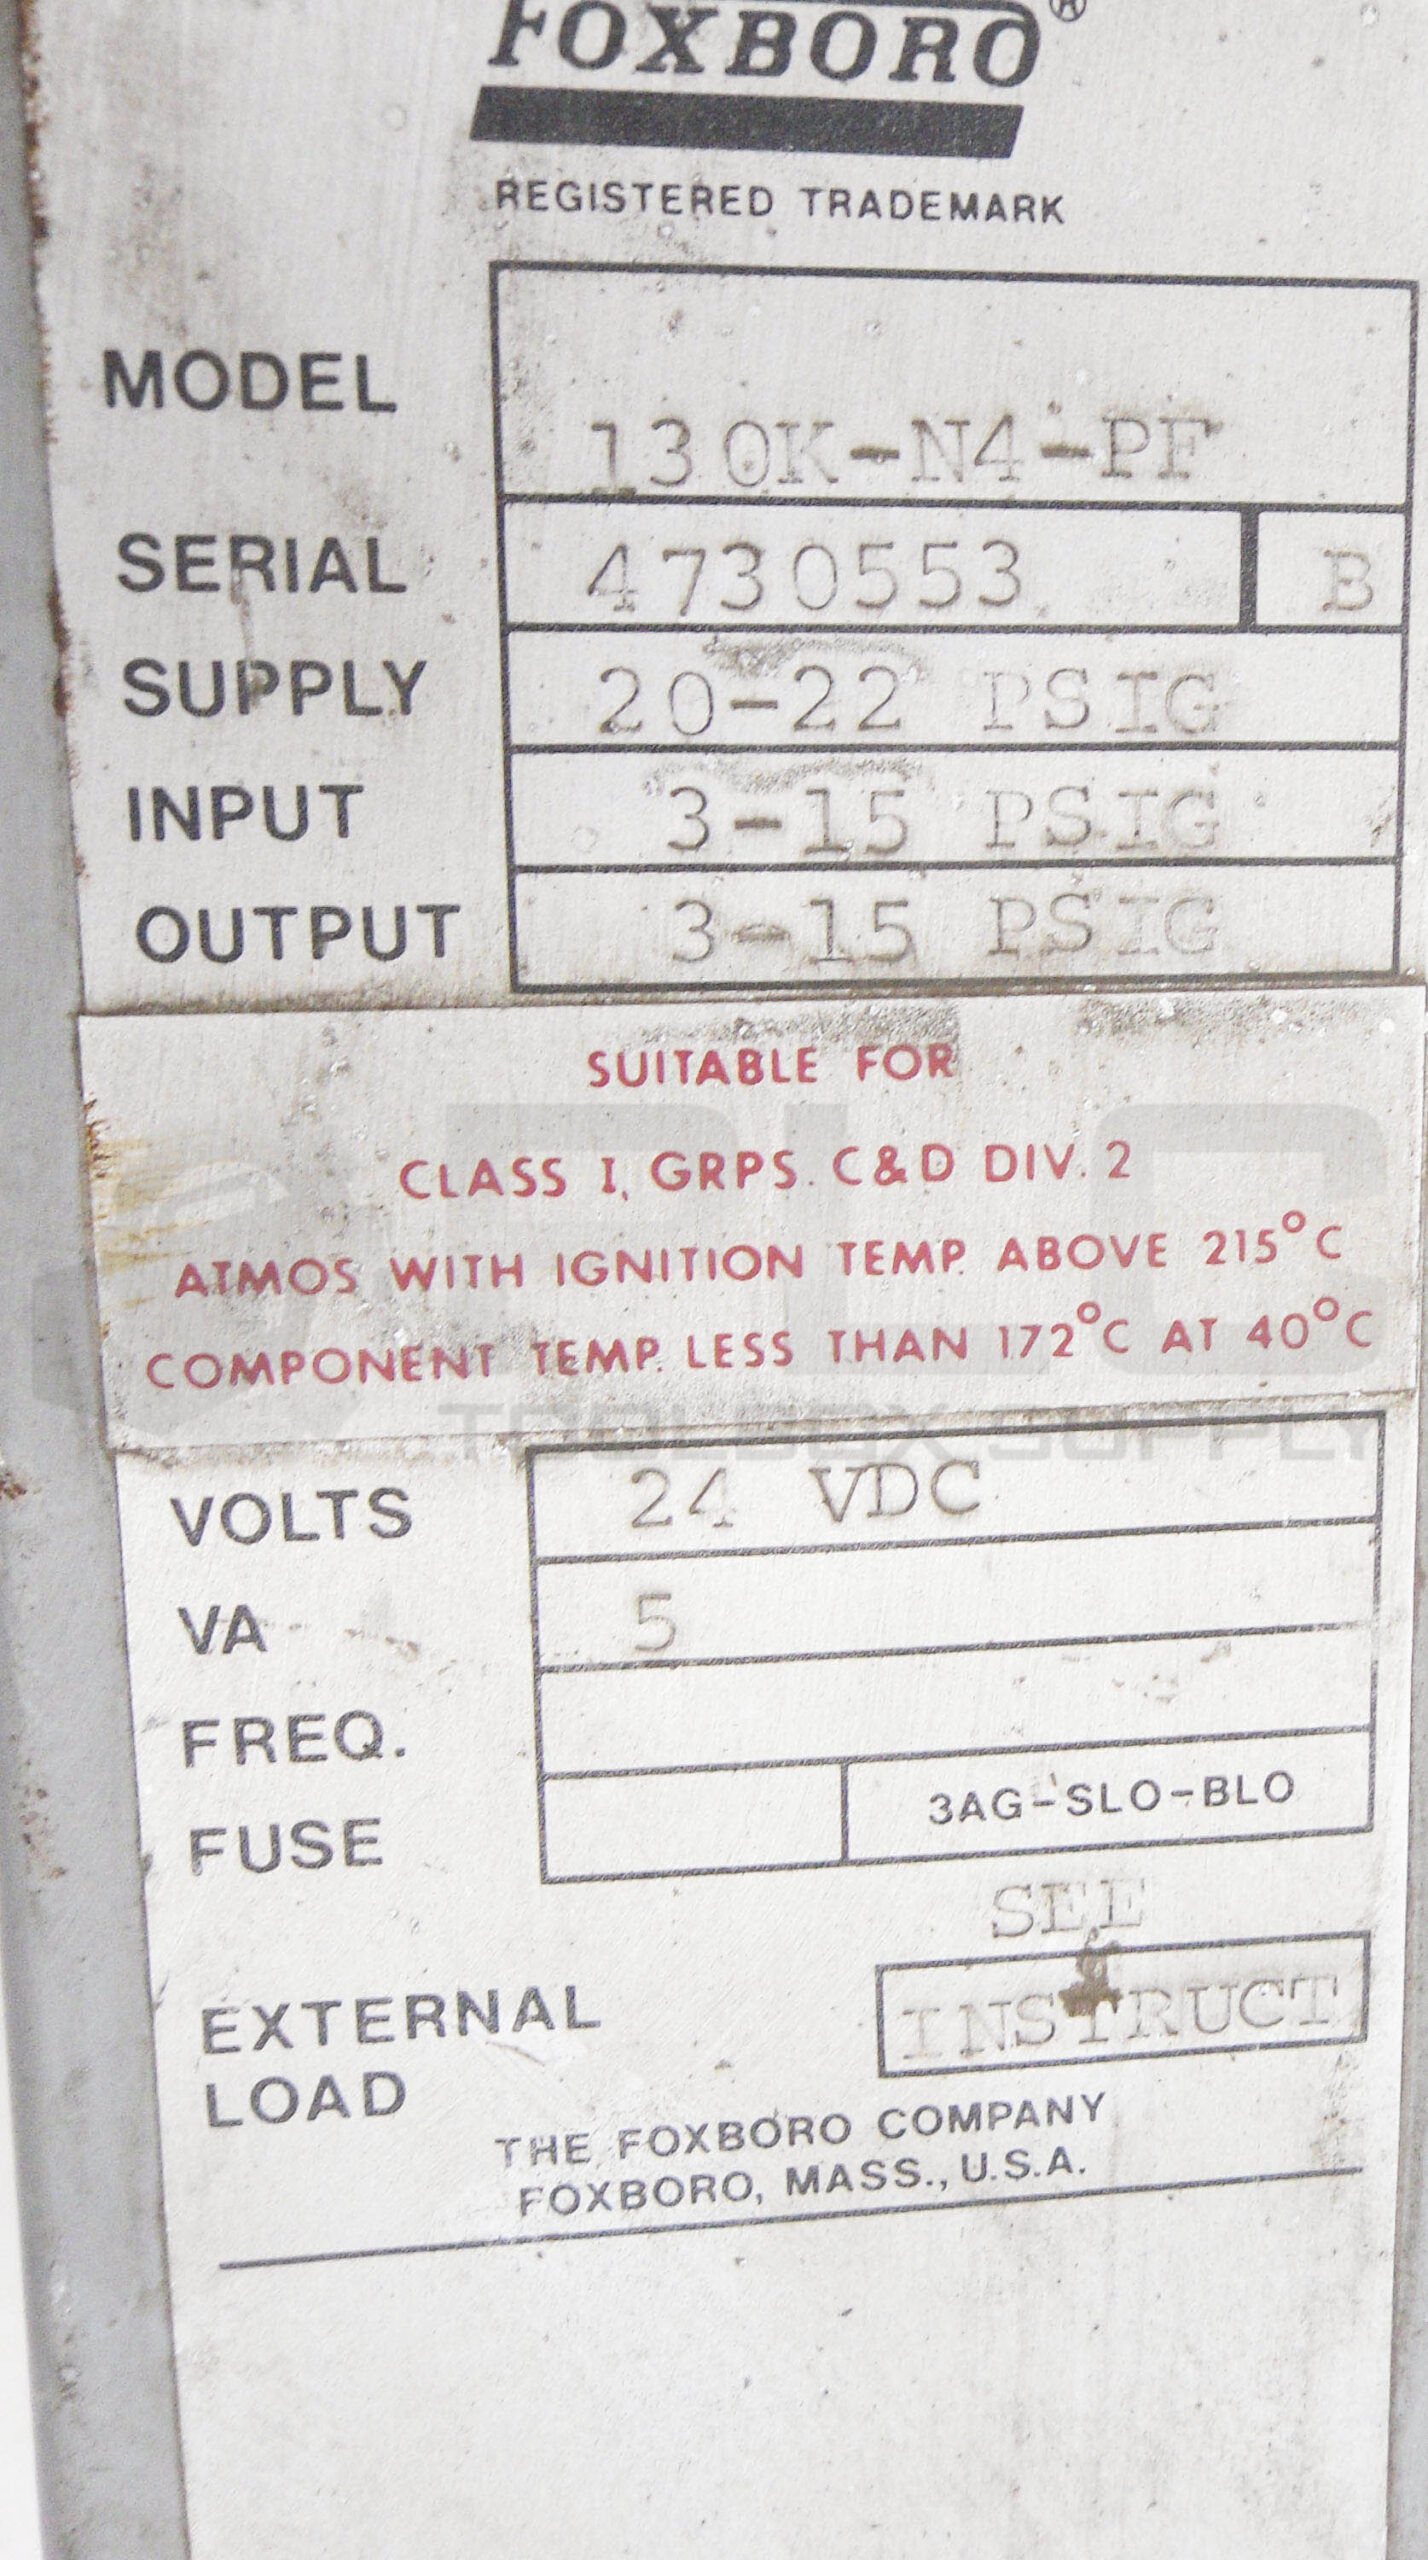 FOXBORO®
REGISTERED TRADEMARK
MODEL 130K-N4-PF
SERIAL 4730553 B
SUPPLY 20-22 PSIG
INPUT 3-15 PSIG
OUTPUT 3-15 PSIG
SUITABLE FOR
CLASS I, GRPS. C&D DIV. 2
ATMOS WITH IGNITION TEMP. ABOVE 215°C
COMPONENT TEMP. LESS THAN 172°C AT 40°C
PLC
TOOLBOX SUPPLY
VOLTS 24 VDC
VA 5
FREQ.
FUSE 3AG-SLO-BLO
SEE
EXTERNAL INSTRUCT
LOAD
THE FOXBORO COMPANY
FOXBORO, MASS., U.S.A.